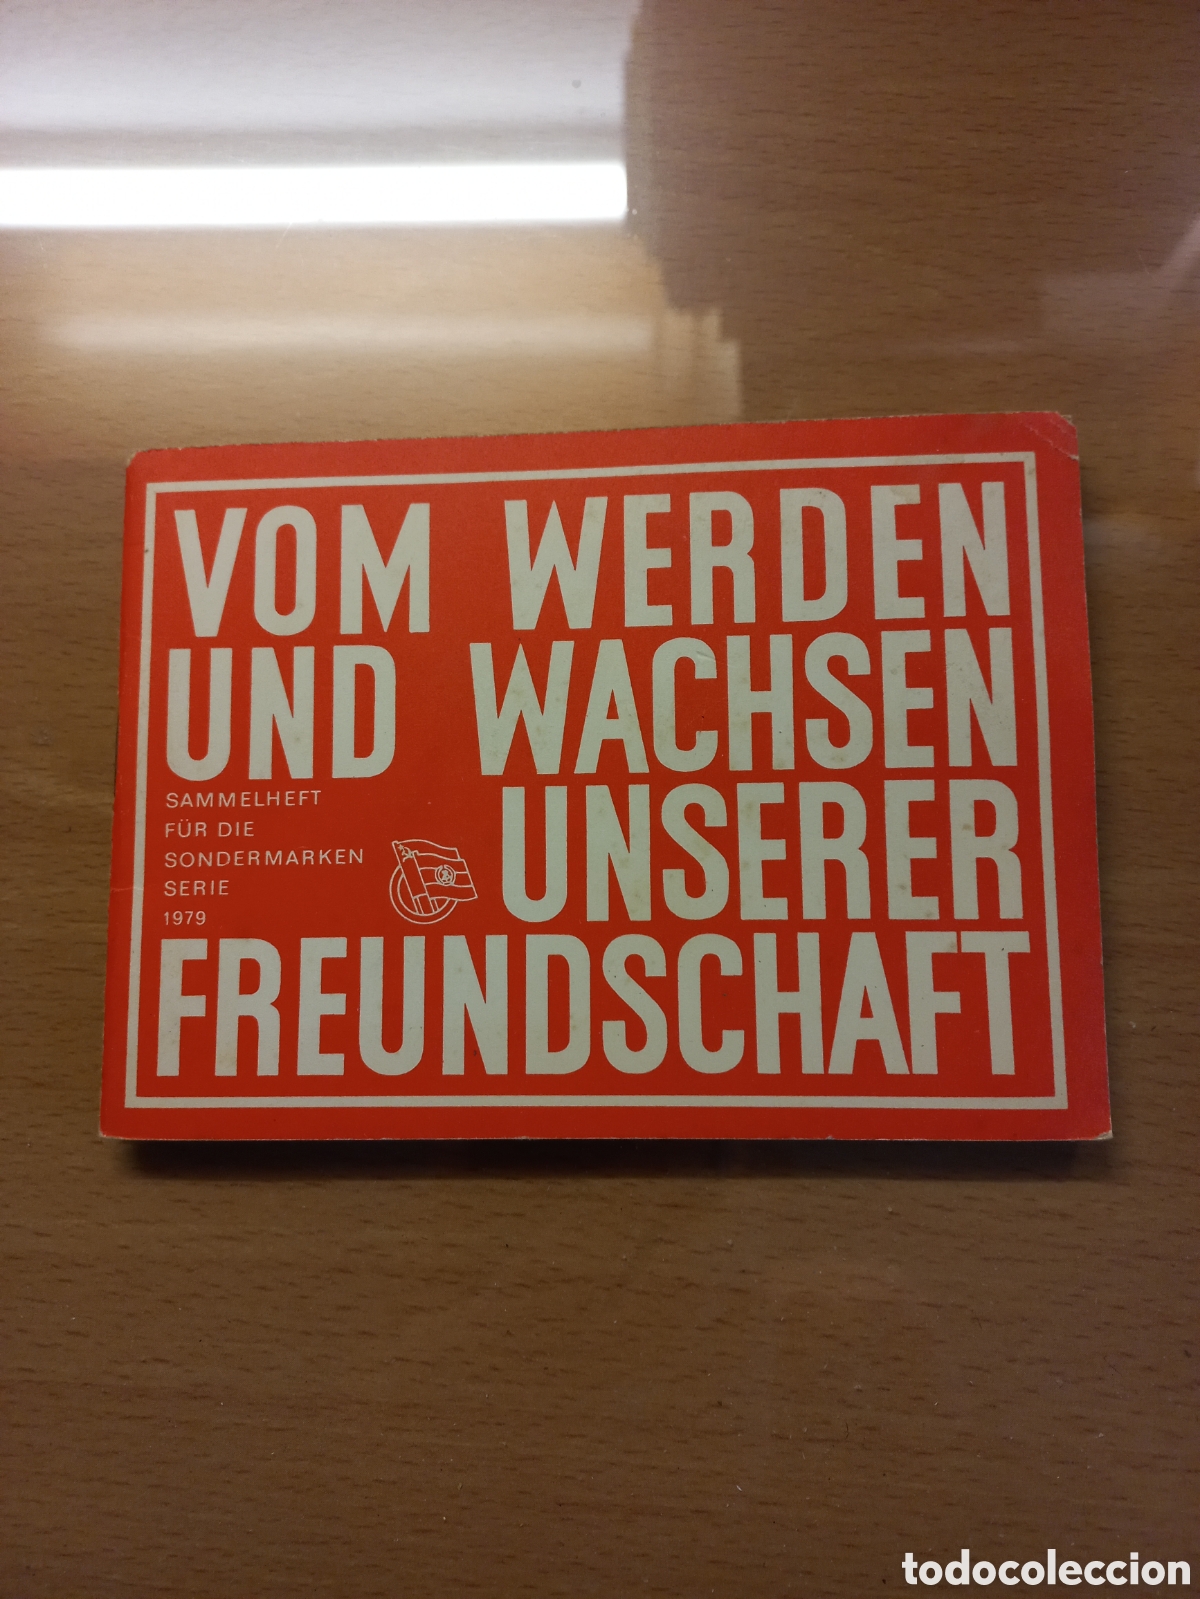 VOM WERDEN
UND WACHSEN
SAMMELHEFT
FÜR DIE
SONDERMARKEN
SERIE
1979
UNSERER
FREUNDSCHAFT
todocoleccion